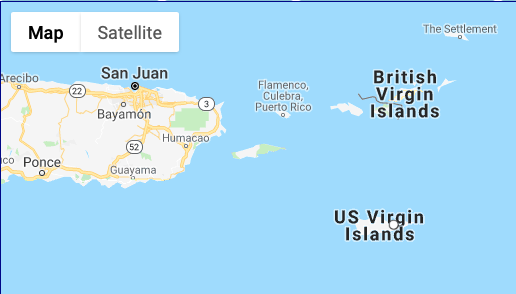 Map
Satellite
The Settlement
San Juan
Arecibo
22
Bayamón
3
Flamenco,
Culebra,
Puerto Rico
British
Virgin
Islands
Humacao
52
co
Ponce
Guayama
US Virgin
Islands